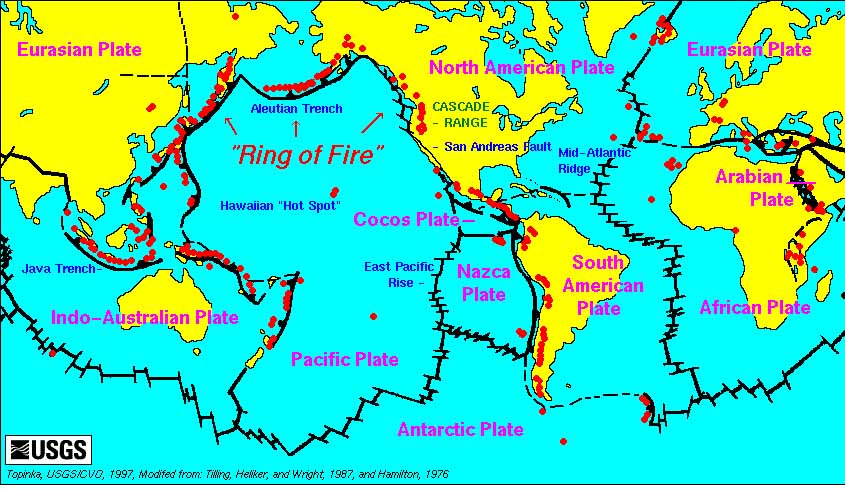 Eurasian Plate
Eurasian Plate
North American Plate
Aleutian Trench
CASCADE
- RANGE
"Ring of Fire"
- San Andreas Fault
Mid-Atlantic
Ridge
Arabian
Plate
Hawaiian "Hot Spot"
Cocos Plate
Java Trench
East Pacific
Rise -
Nazca
Plate
South
American
Plate
Indo-Australian Plate
African Plate
Pacific Plate
Antarctic Plate
USGS
Topinka, USGS/CVO, 1997, Modified from: Tilling, Heliker, and Wright, 1987, and Hamilton, 1976